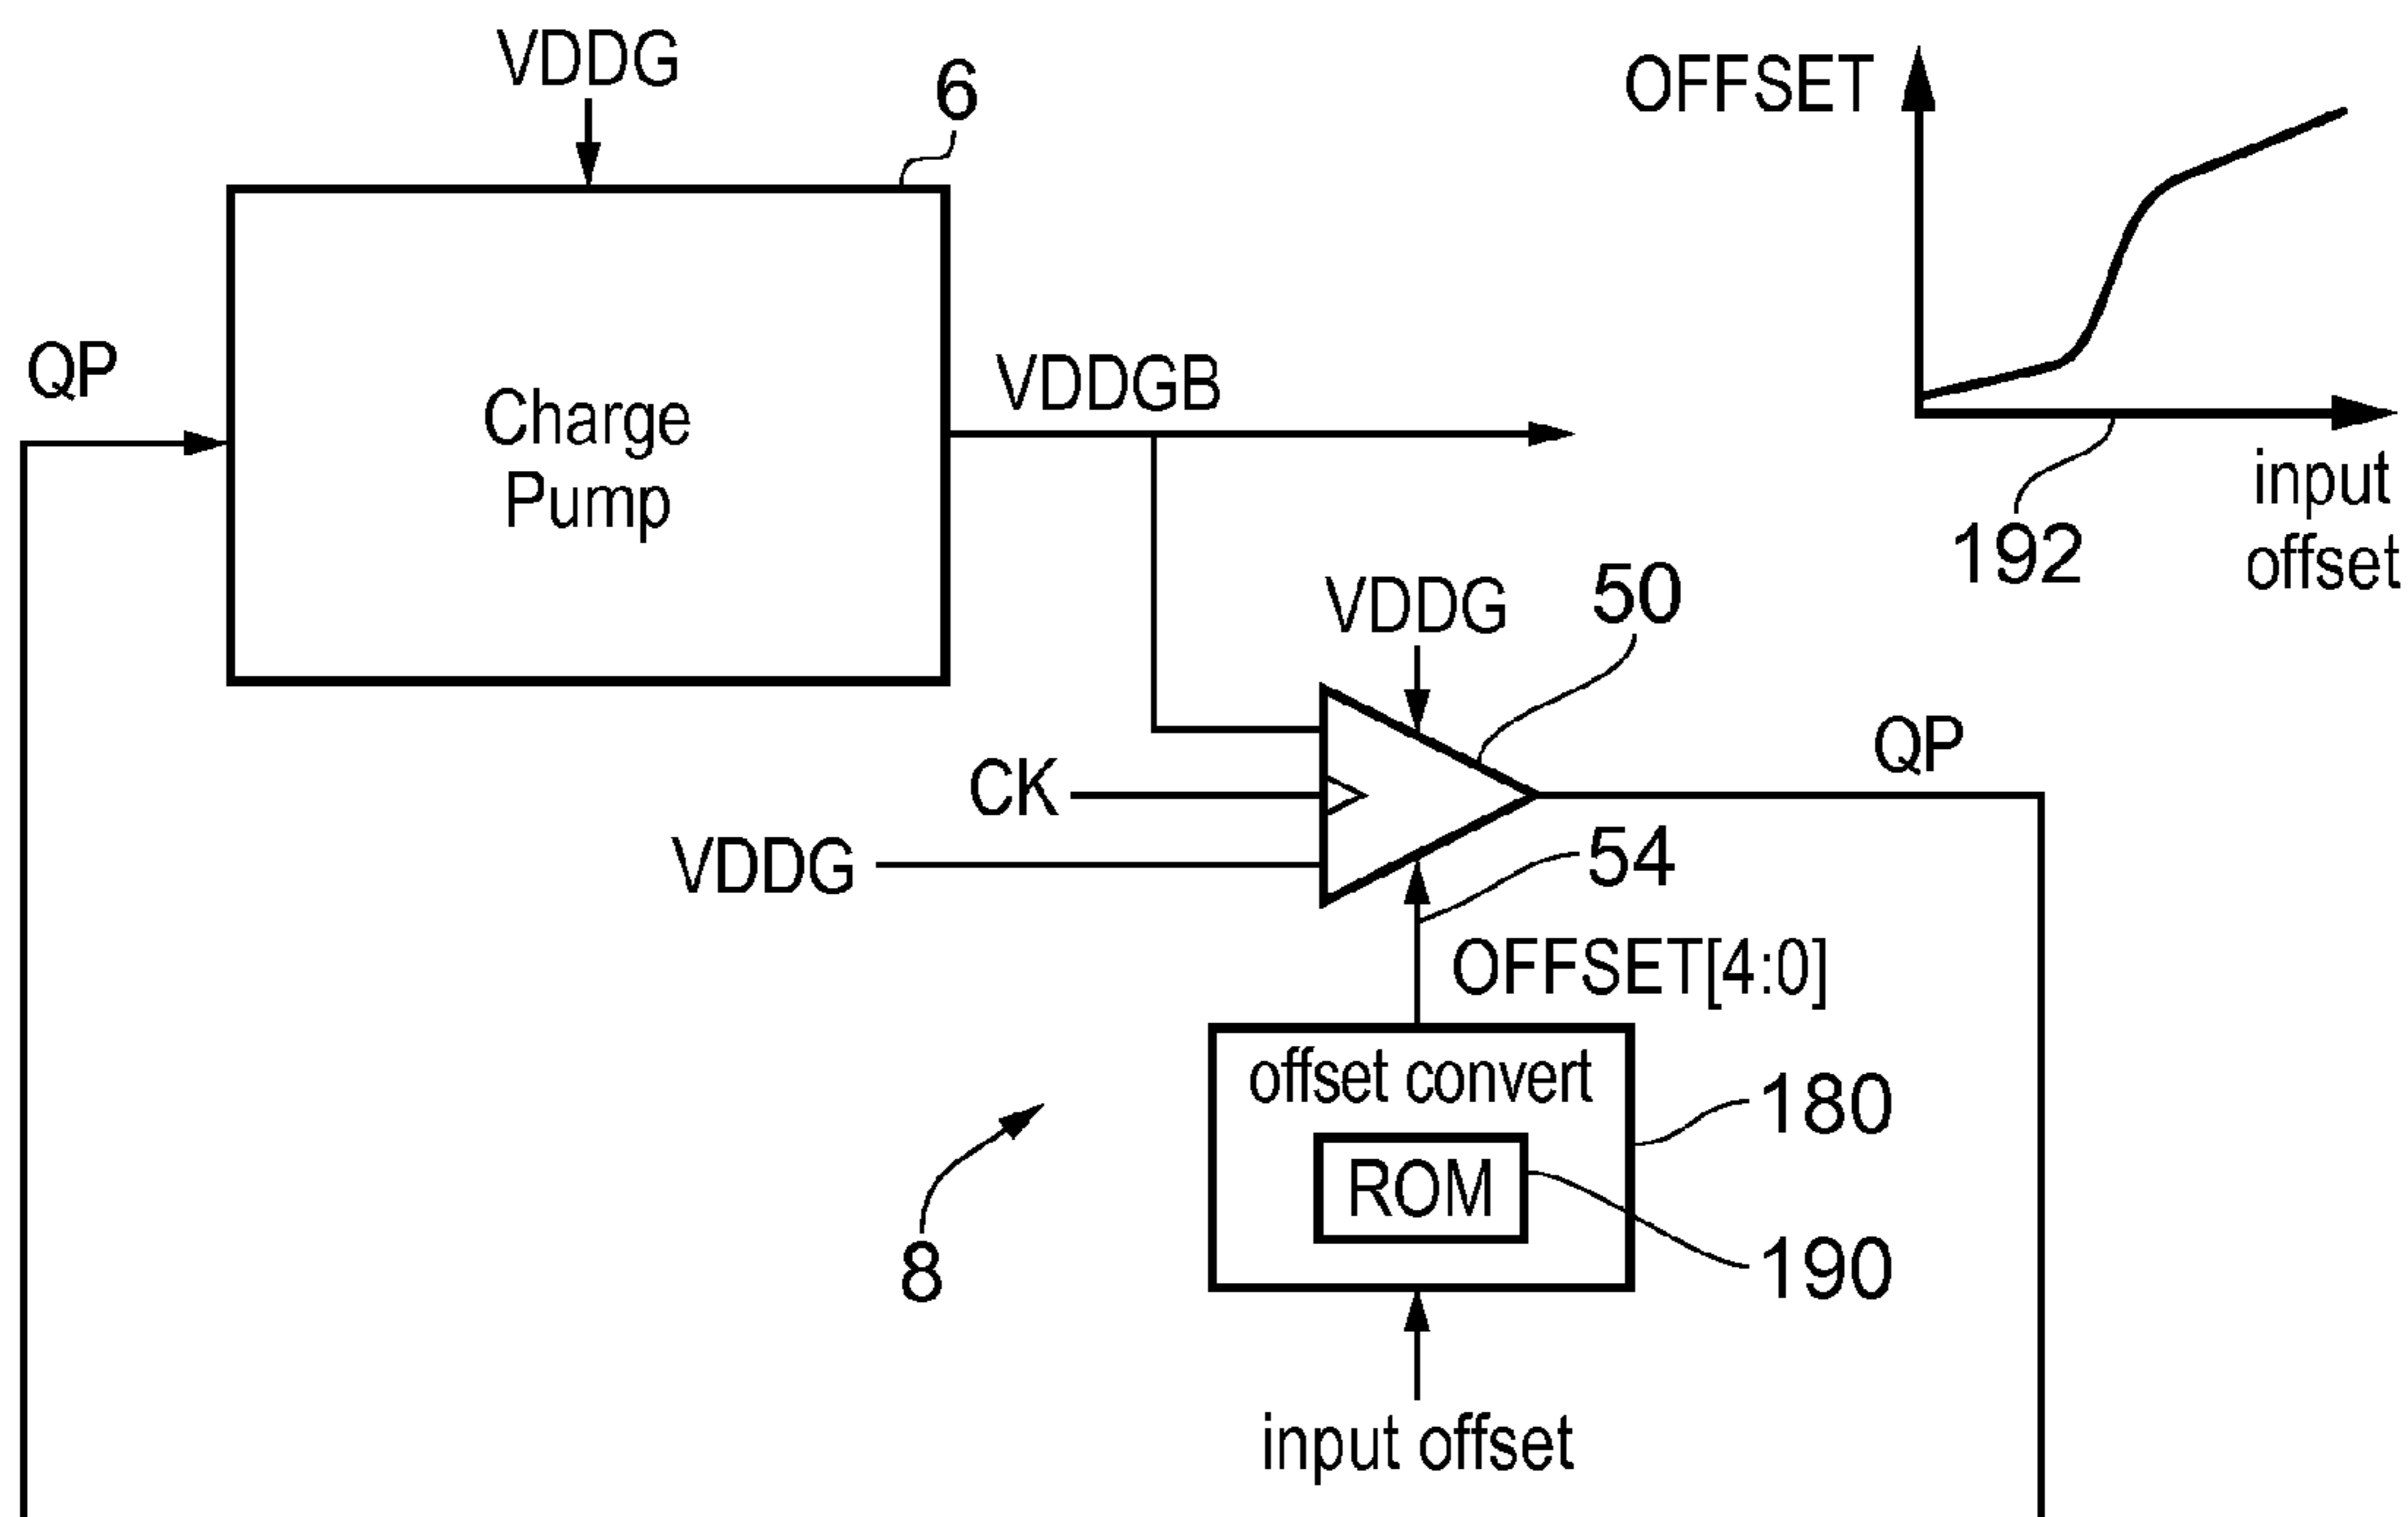 VDDG
6
OFFSET
QP
Charge
Pump
VDDGB
input
offset
192
VDDG
50
CK
QP
VDDG
54
OFFSET[4:0]
offset convert
180
ROM
190
8
input offset